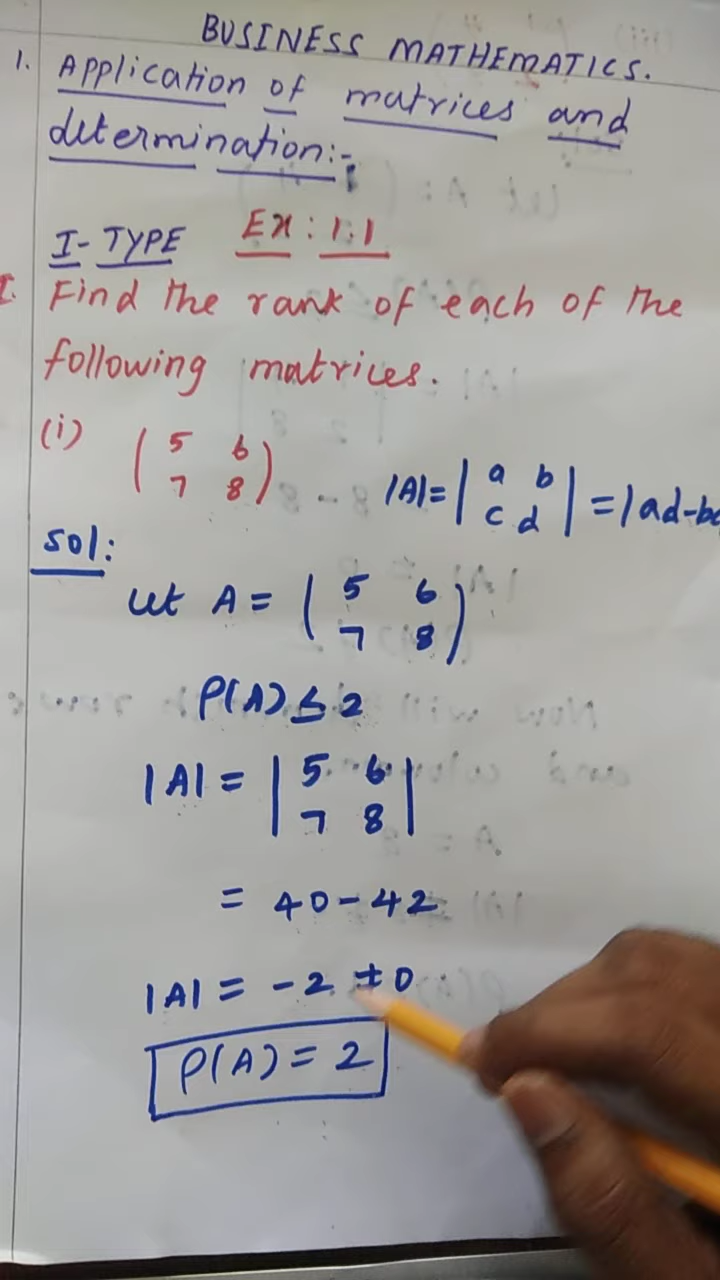 BUSINESS MATHEMATICS.
1. Application of matrices and
determination:-
I-TYPE Ex: 1.1
I. Find the rank of each of the
following matrices.
(i) ( 5 6
7 8 )
|A| = | a b
c d | = |ad-bc
Sol:
Let A = ( 5 6
7 8 )
ρ(A) ≤ 2
|A| = | 5 6
7 8 |
= 40 - 42
|A| = -2 ≠ 0
ρ(A) = 2